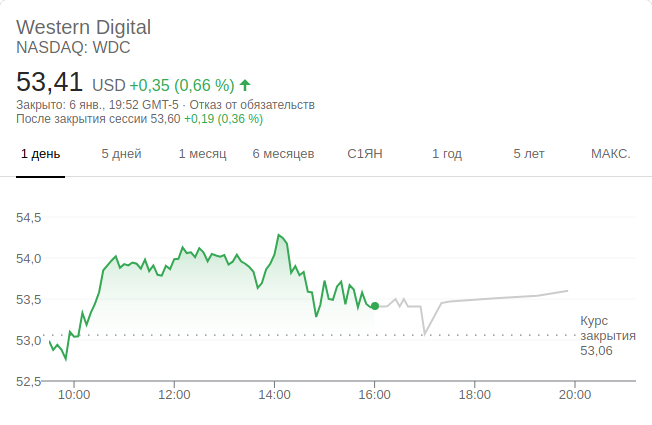 Western Digital
NASDAQ: WDC
53,41 USD +0,35 (0,66 %)
Закрыто: 6 янв., 19:52 GMT-5 · Отказ от обязательств
После закрытия сессии 53,60 +0,19 (0,36 %)
1 день 5 дней 1 месяц 6 месяцев С1ЯН 1 год 5 лет МАКС.
54,5
54,0
53,5
53,0
52,5
Курс
закрытия
53,06
10:00 12:00 14:00 16:00 18:00 20:00